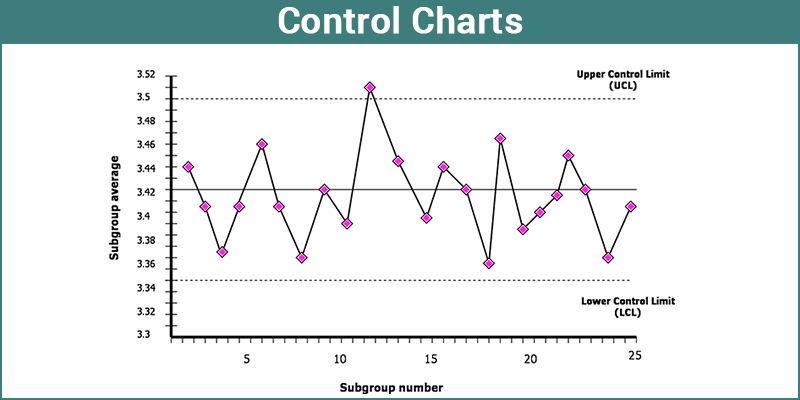 Control Charts
Upper Control Limit
(UCL)
3.52
3.5
3.48
3.46
3.44
3.42
3.4
3.38
3.36
3.34
3.32
3.3
Subgroup average
Lower Control Limit
(LCL)
5
10
15
20
25
Subgroup number